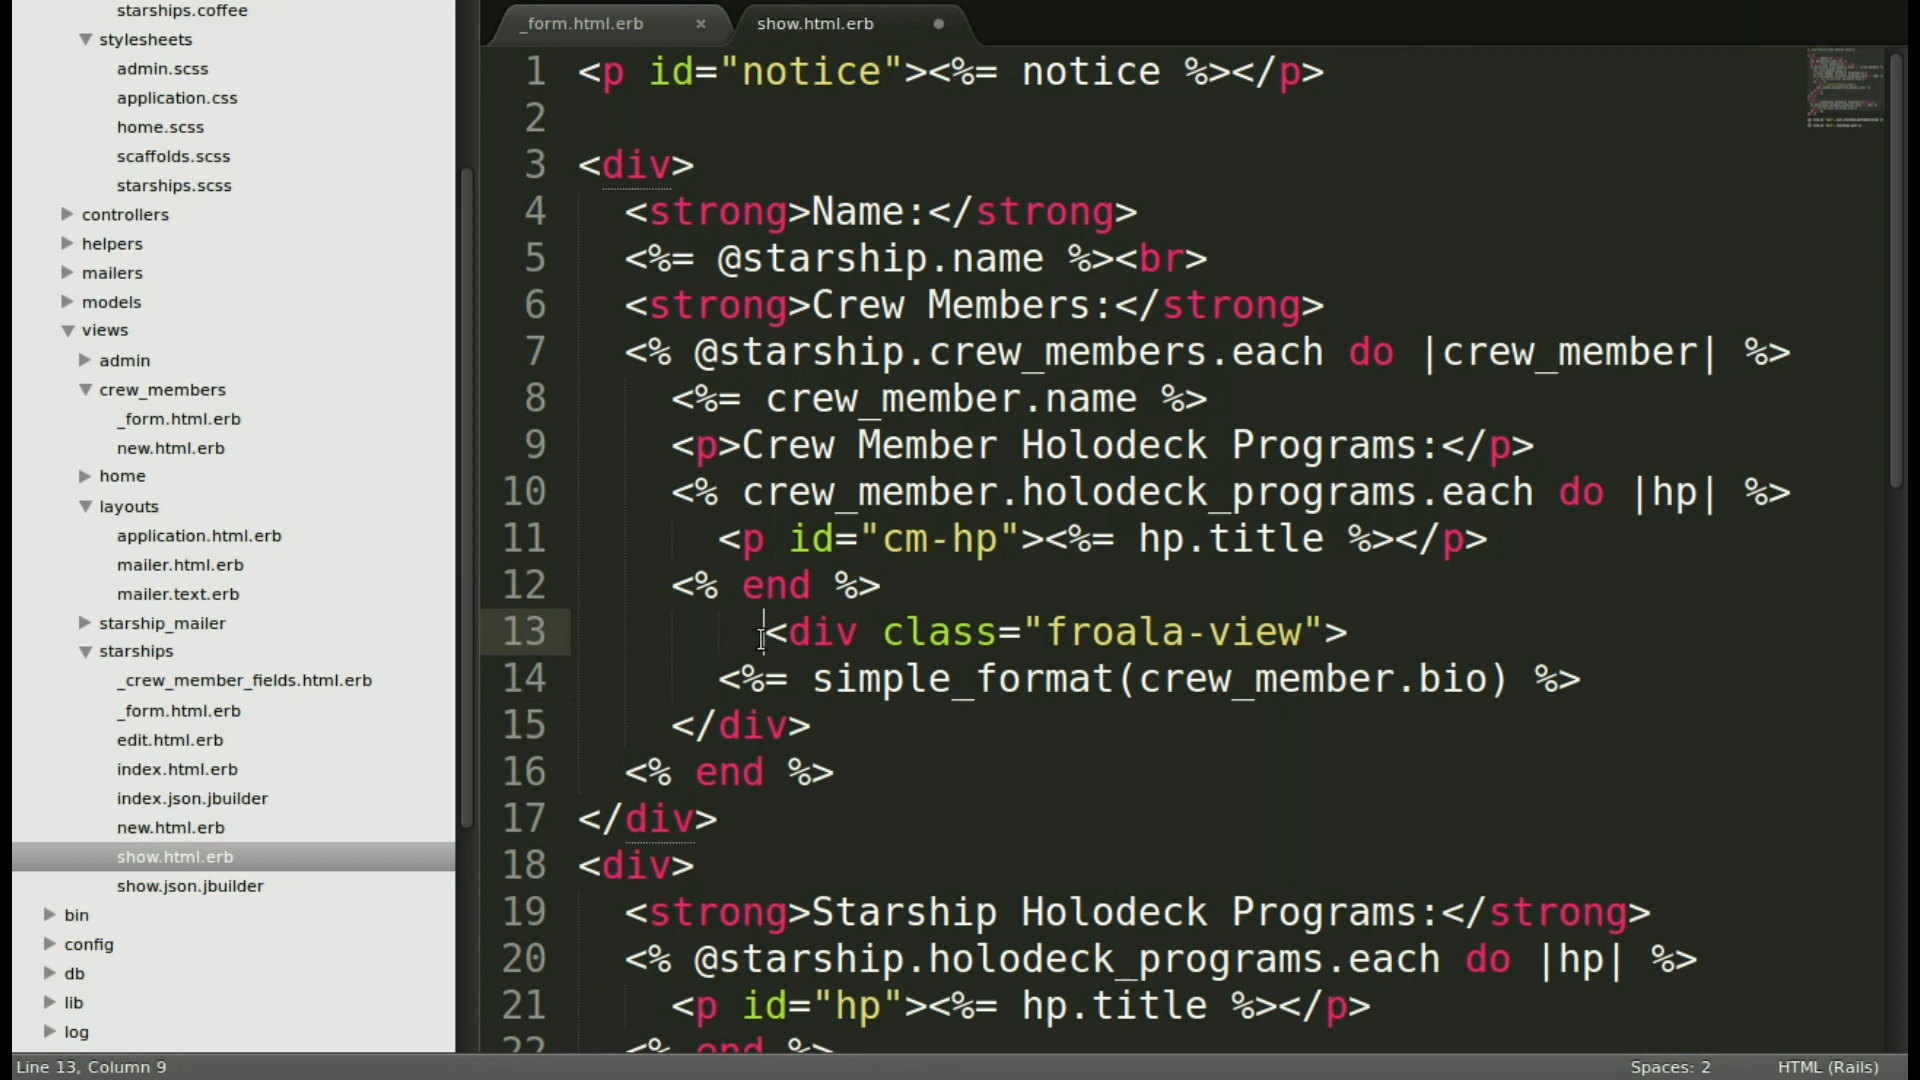 starships.coffee
stylesheets
admin.scss
application.css
home.scss
scaffolds.scss
starships.scss
controllers
helpers
mailers
models
views
admin
crew_members
_form.html.erb
new.html.erb
home
layouts
application.html.erb
mailer.html.erb
mailer.text.erb
starship_mailer
starships
_crew_member_fields.html.erb
_form.html.erb
edit.html.erb
index.html.erb
index.json.jbuilder
new.html.erb
show.html.erb
show.json.jbuilder
bin
config
db
lib
log
_form.html.erb ×
show.html.erb
1 <p id="notice"><%= notice %></p>
2
3 <div>
4 <strong>Name:</strong>
5 <%= @starship.name %><br>
6 <strong>Crew Members:</strong>
7 <% @starship.crew_members.each do |crew_member| %>
8 <%= crew_member.name %>
9 <p>Crew Member Holodeck Programs:</p>
10 <% crew_member.holodeck_programs.each do |hp| %>
11 <p id="cm-hp"><%= hp.title %></p>
12 <% end %>
13 <div class="froala-view">
14 <%= simple_format(crew_member.bio) %>
15 </div>
16 <% end %>
17 </div>
18 <div>
19 <strong>Starship Holodeck Programs:</strong>
20 <% @starship.holodeck_programs.each do |hp| %>
21 <p id="hp"><%= hp.title %></p>
22 <% end %>
Line 13, Column 9
Spaces: 2
HTML (Rails)